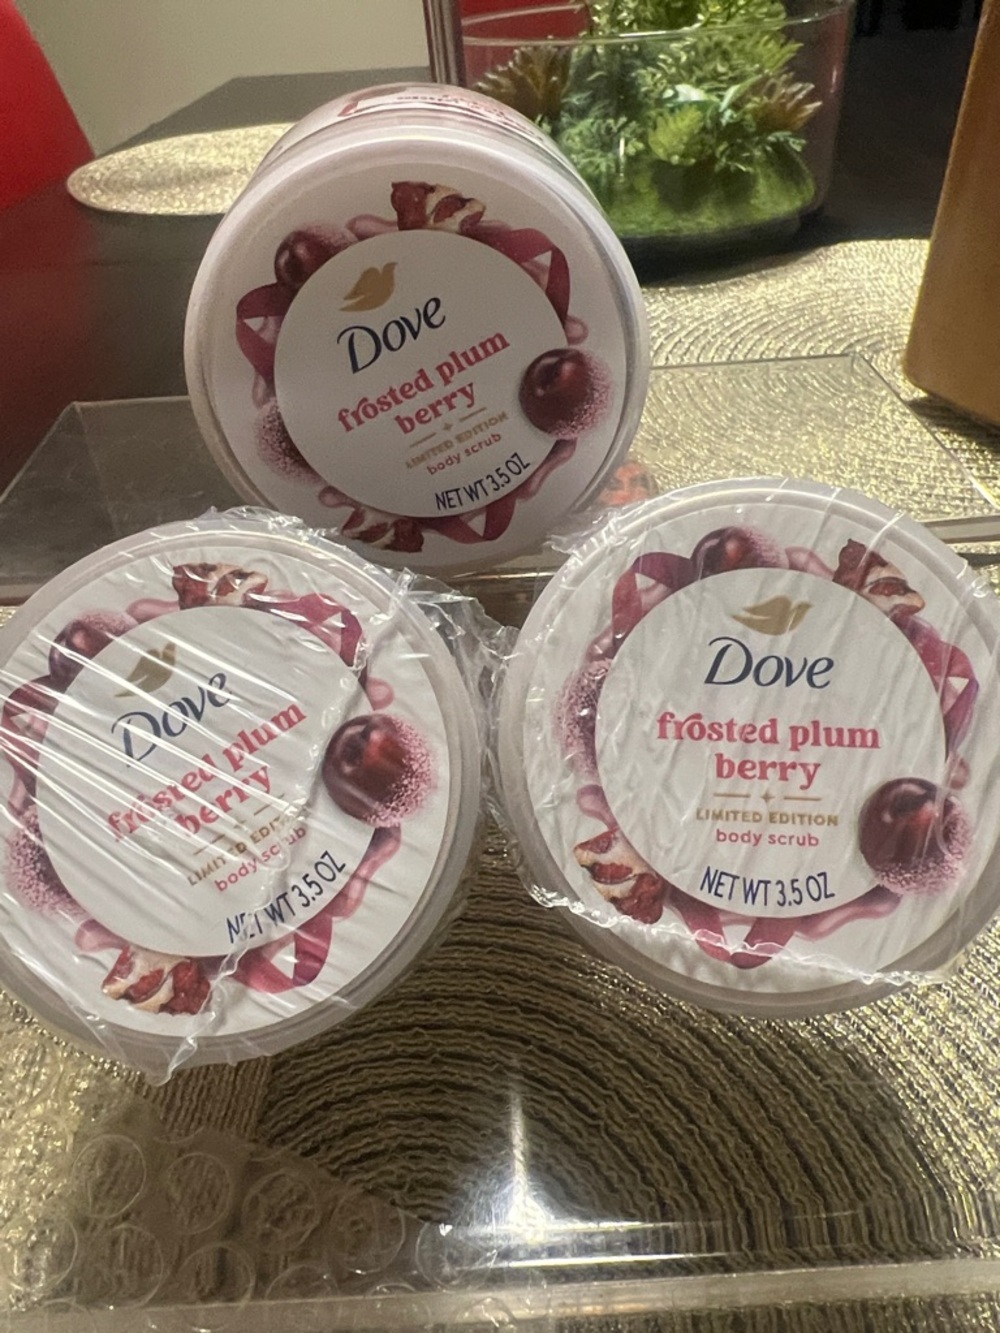 Dove
frosted plum
berry
LIMITED EDITION
body scrub
NET WT 3.5 OZ
Dove
frosted plum
berry
LIMITED EDITION
body scrub
NET WT 3.5 OZ
Dove
frosted plum
berry
LIMITED EDITION
body scrub
NET WT 3.5 OZ